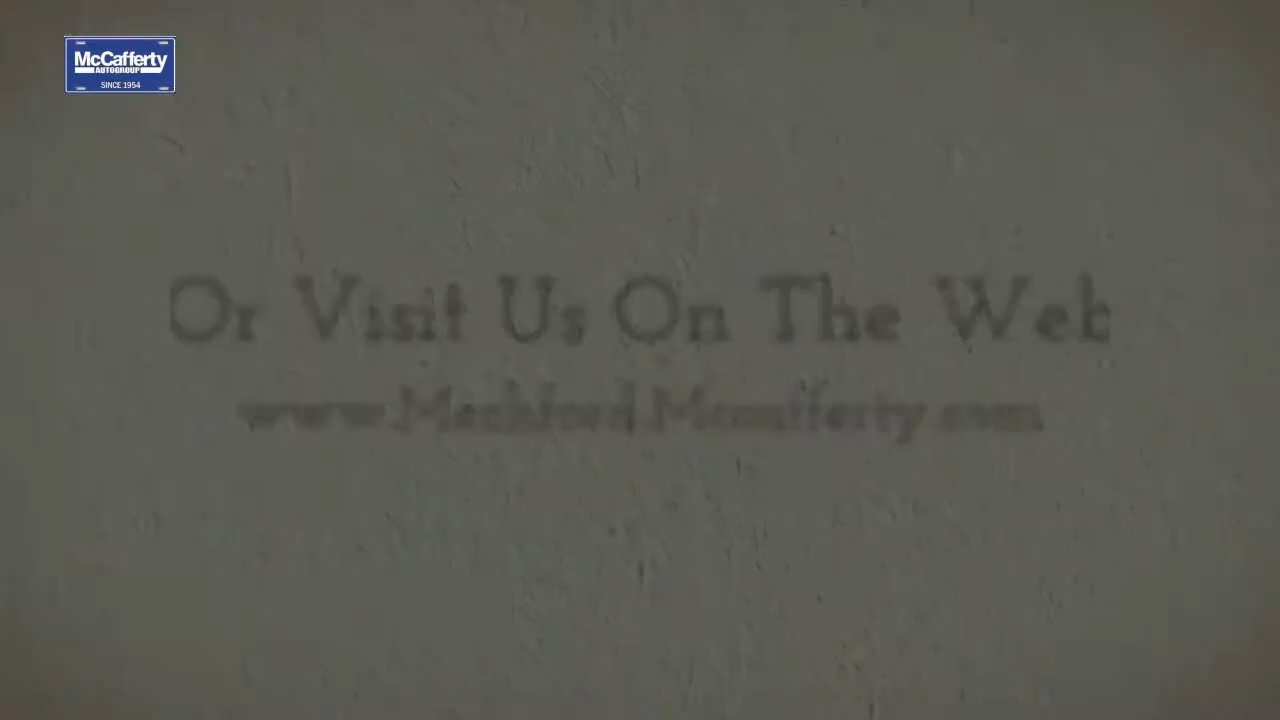 McCafferty
AUTOGROUP
SINCE 1954
Or Visit Us On The Web